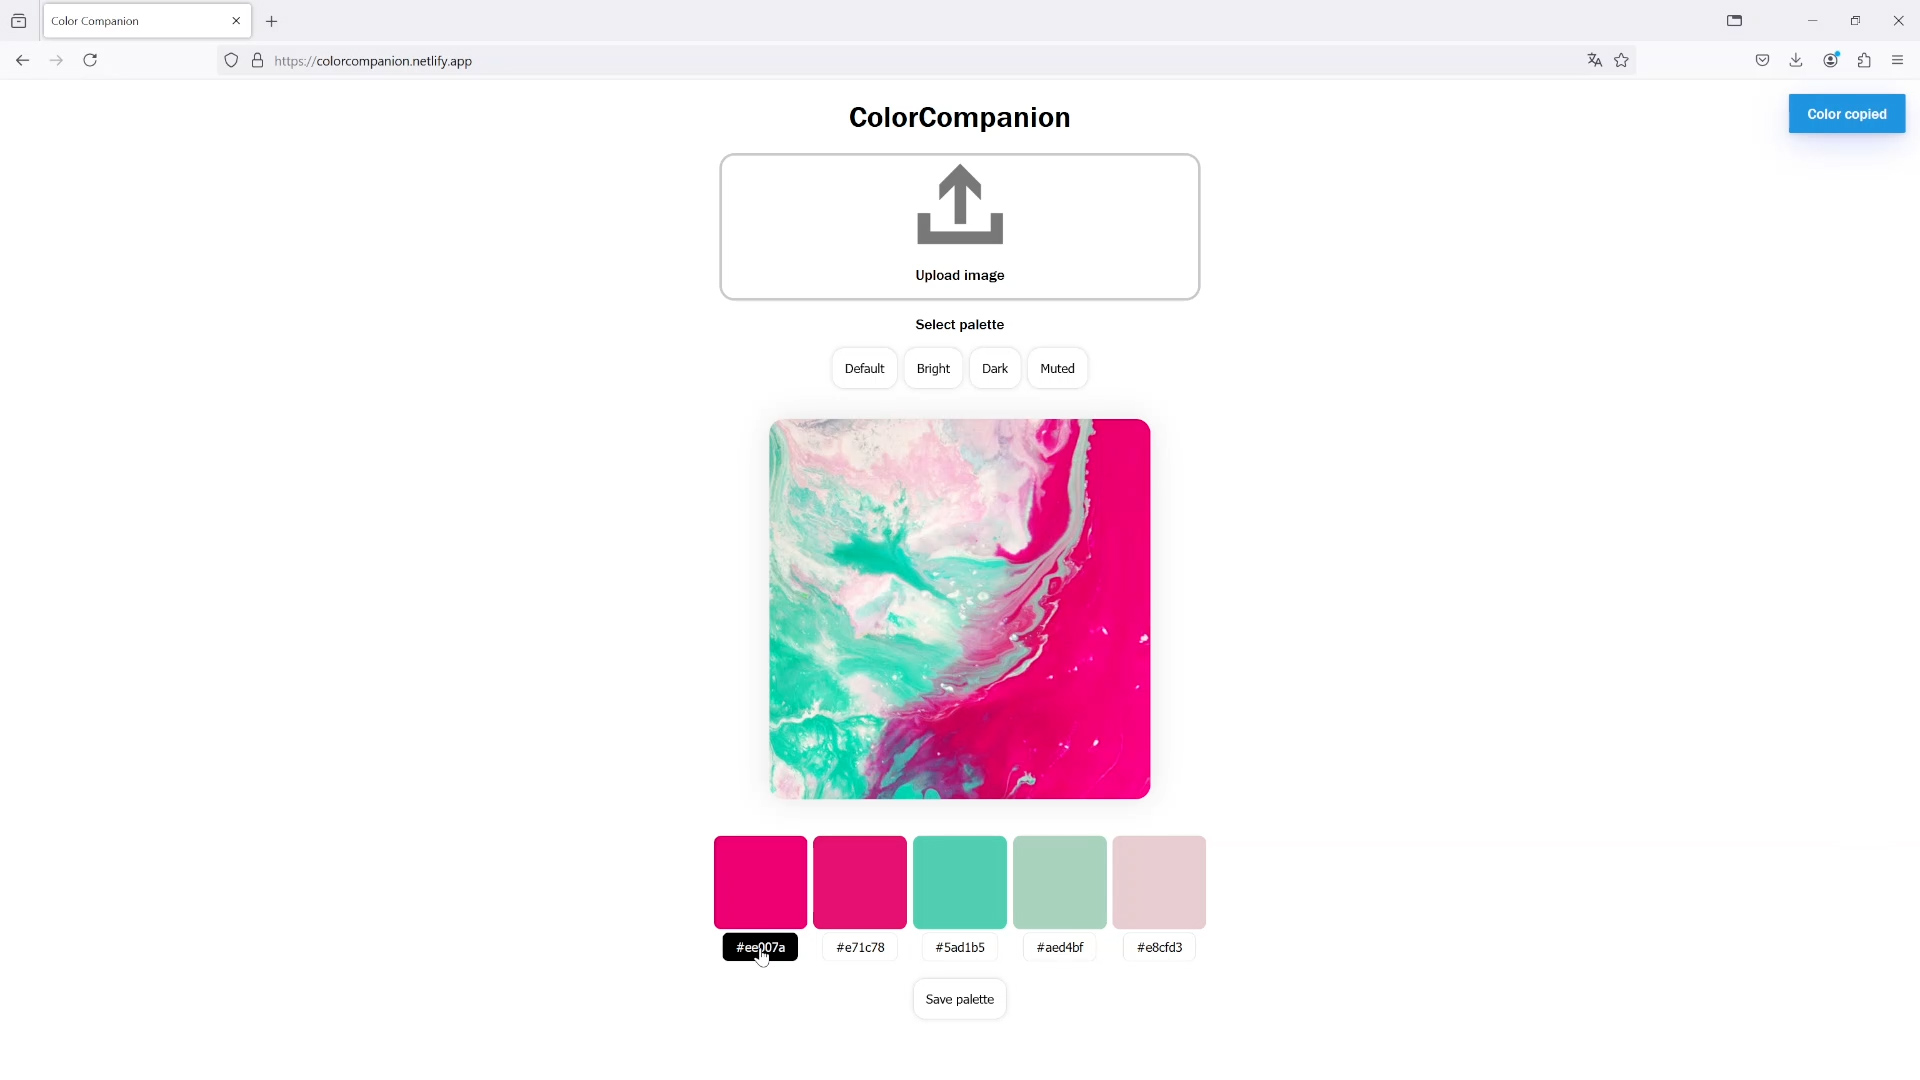 Color Companion
https://colorcompanion.netlify.app
ColorCompanion
Color copied
Upload image
Select palette
Default Bright Dark Muted
#ee007a #e71c78 #5ad1b5 #aed4bf #e8cfd3
Save palette